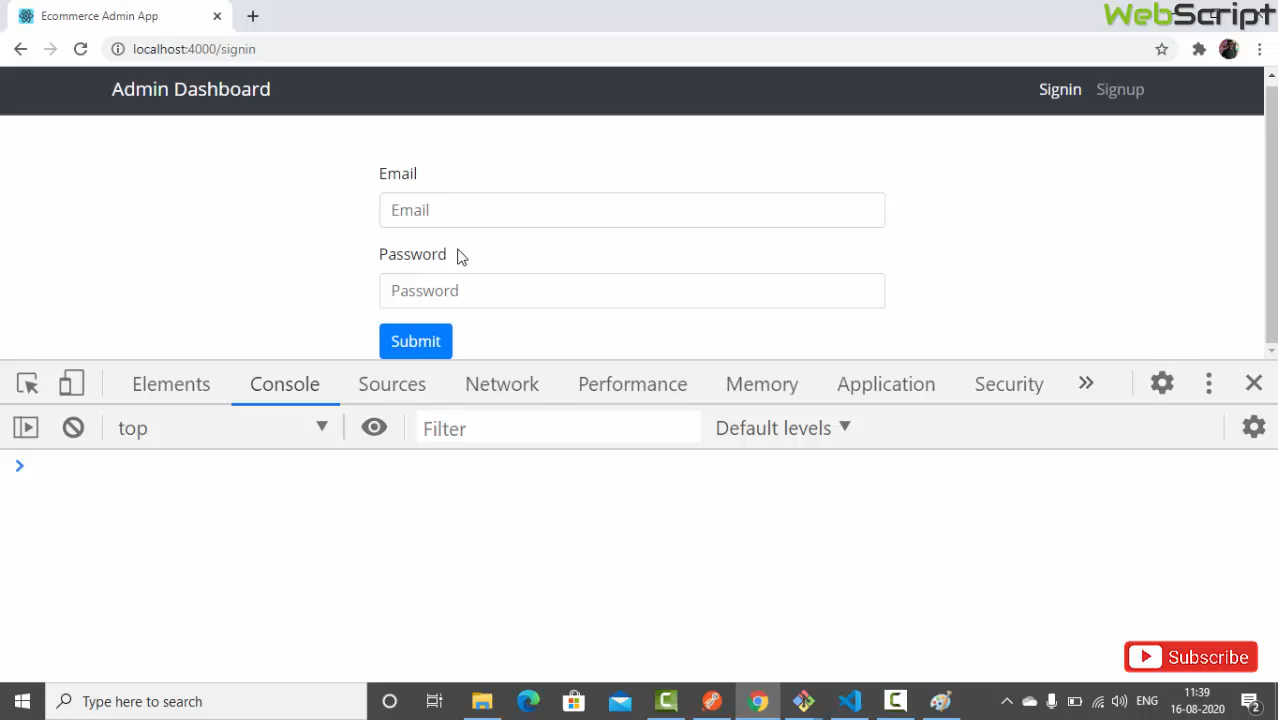 Ecommerce Admin App
WebScript
localhost:4000/signin
Admin Dashboard
Signin
Signup
Email
Email
Password
Password
Submit
Elements
Console
Sources
Network
Performance
Memory
Application
Security
top
Filter
Default levels
Subscribe
Type here to search
ENG
11:39
16-08-2020
2